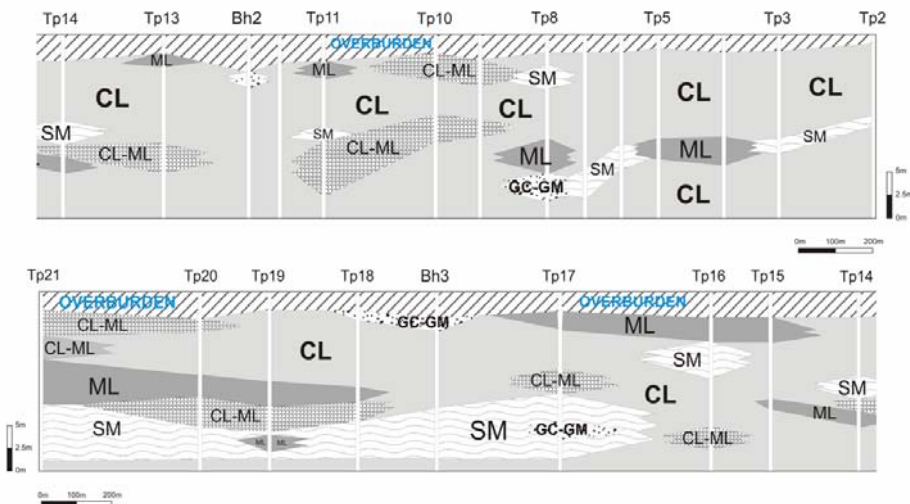 Tp14 Tp13 Bh2 Tp11 Tp10 Tp8 Tp5 Tp3 Tp2
OVERBURDEN
ML ML CL-ML SM
CL CL CL CL CL
SM SM CL-ML CL-ML ML ML SM SM
GC-GM CL
5m
2.5m
0m
0m 100m 200m
Tp21 Tp20 Tp19 Tp18 Bh3 Tp17 Tp16 Tp15 Tp14
OVERBURDEN OVERBURDEN
CL-ML GC-GM ML
CL-ML CL SM
ML CL-ML CL SM
CL-ML ML
SM SM GC-GM CL-ML
ML ML
5m
2.5m
0m
0m 100m 200m